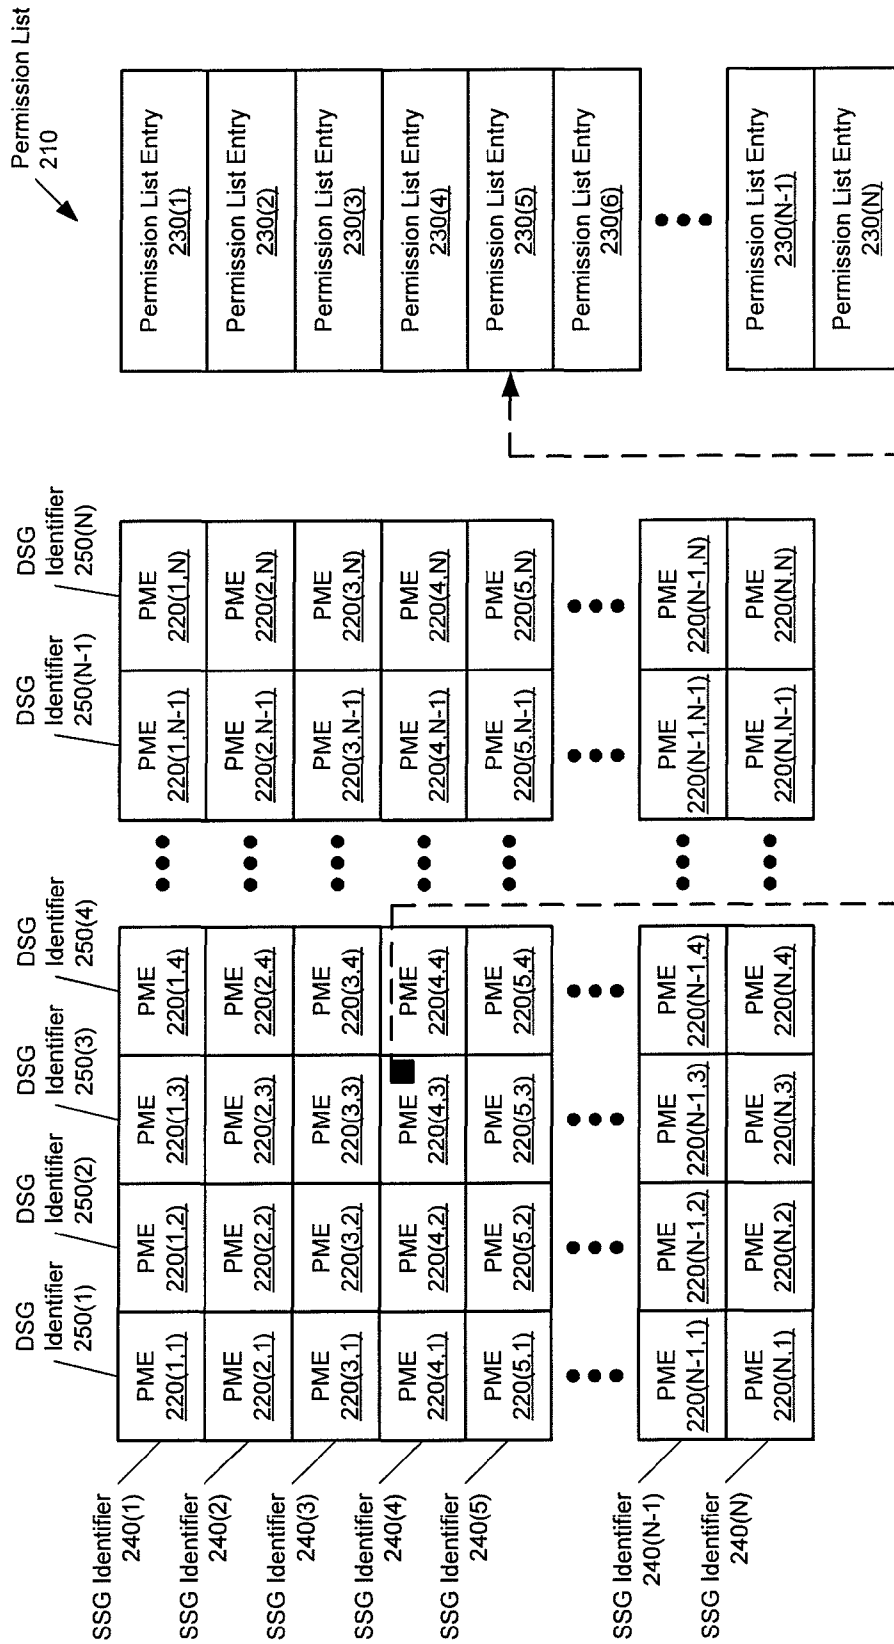 Permission List
210
DSG
Identifier
250(1)
DSG
Identifier
250(2)
DSG
Identifier
250(3)
DSG
Identifier
250(4)
DSG
Identifier
250(N-1)
DSG
Identifier
250(N)
SSG Identifier
240(1)
PME
220(1,1)
PME
220(1,2)
PME
220(1,3)
PME
220(1,4)
PME
220(1,N-1)
PME
220(1,N)
Permission List Entry
230(1)
SSG Identifier
240(2)
PME
220(2,1)
PME
220(2,2)
PME
220(2,3)
PME
220(2,4)
PME
220(2,N-1)
PME
220(2,N)
Permission List Entry
230(2)
SSG Identifier
240(3)
PME
220(3,1)
PME
220(3,2)
PME
220(3,3)
PME
220(3,4)
PME
220(3,N-1)
PME
220(3,N)
Permission List Entry
230(3)
SSG Identifier
240(4)
PME
220(4,1)
PME
220(4,2)
PME
220(4,3)
PME
220(4,4)
PME
220(4,N-1)
PME
220(4,N)
Permission List Entry
230(4)
SSG Identifier
240(5)
PME
220(5,1)
PME
220(5,2)
PME
220(5,3)
PME
220(5,4)
PME
220(5,N-1)
PME
220(5,N)
Permission List Entry
230(5)
Permission List Entry
230(6)
SSG Identifier
240(N-1)
PME
220(N-1,1)
PME
220(N-1,2)
PME
220(N-1,3)
PME
220(N-1,4)
PME
220(N-1,N-1)
PME
220(N-1,N)
Permission List Entry
230(N-1)
SSG Identifier
240(N)
PME
220(N,1)
PME
220(N,2)
PME
220(N,3)
PME
220(N,4)
PME
220(N,N-1)
PME
220(N,N)
Permission List Entry
230(N)